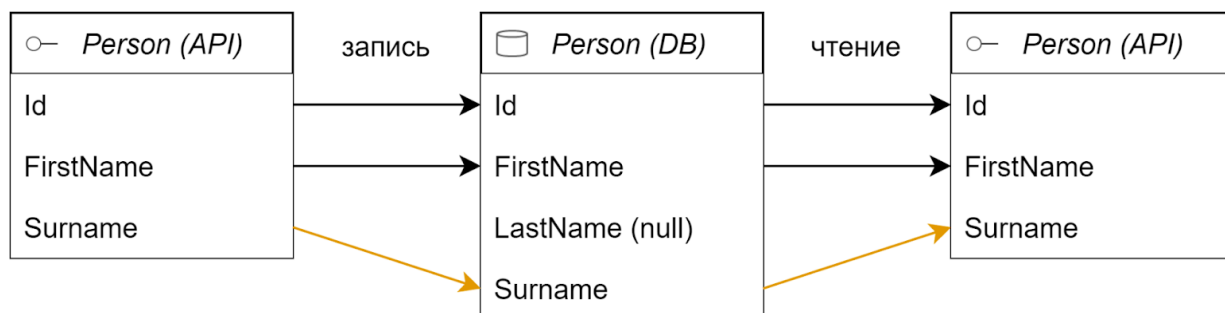 Person (API)
запись
Person (DB)
чтение
Person (API)
Id
Id
Id
FirstName
FirstName
FirstName
Surname
LastName (null)
Surname
Surname